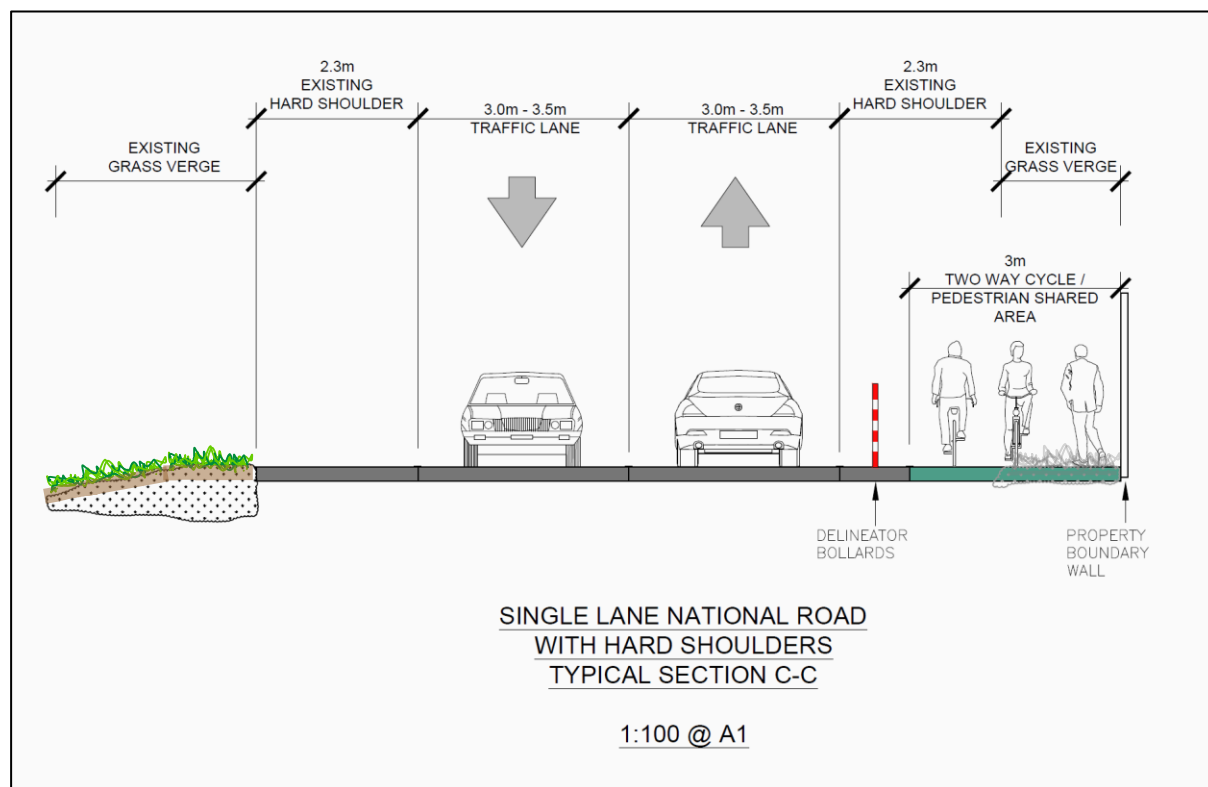 2.3m
EXISTING
HARD SHOULDER
3.0m - 3.5m
TRAFFIC LANE
3.0m - 3.5m
TRAFFIC LANE
2.3m
EXISTING
HARD SHOULDER
EXISTING
GRASS VERGE
EXISTING
GRASS VERGE
3m
TWO WAY CYCLE /
PEDESTRIAN SHARED
AREA
DELINEATOR
BOLLARDS
PROPERTY
BOUNDARY
WALL
SINGLE LANE NATIONAL ROAD
WITH HARD SHOULDERS
TYPICAL SECTION C-C
1:100 @ A1